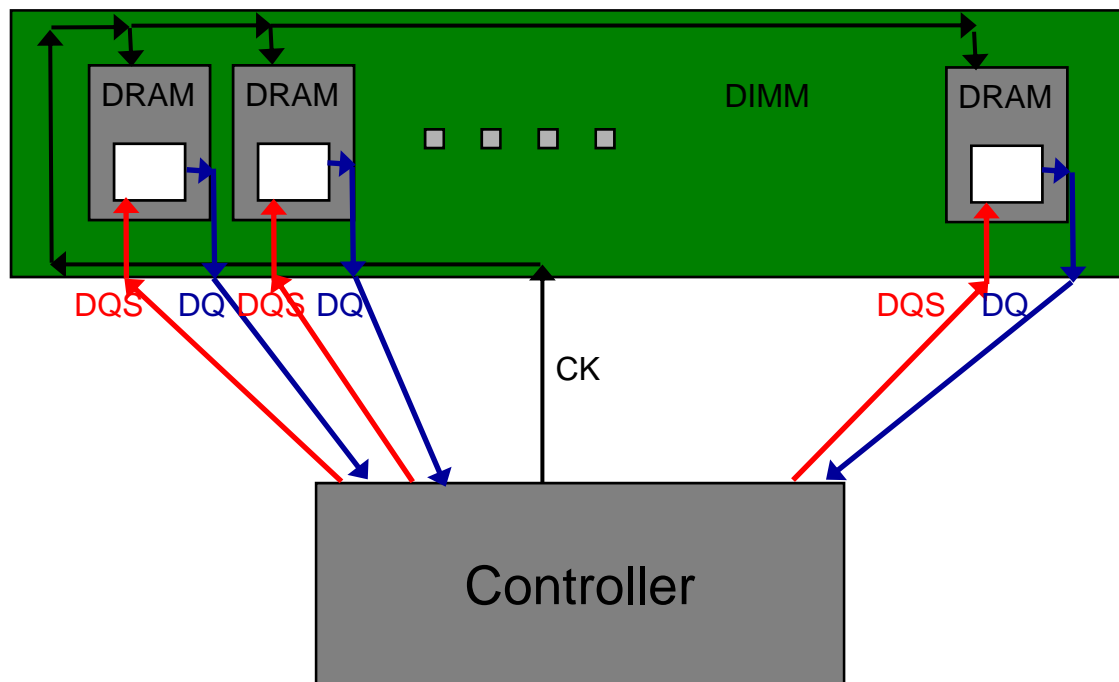 DRAM
DRAM
DIMM
DRAM
DQS
DQ
DQS
DQ
DQS
DQ
CK
Controller